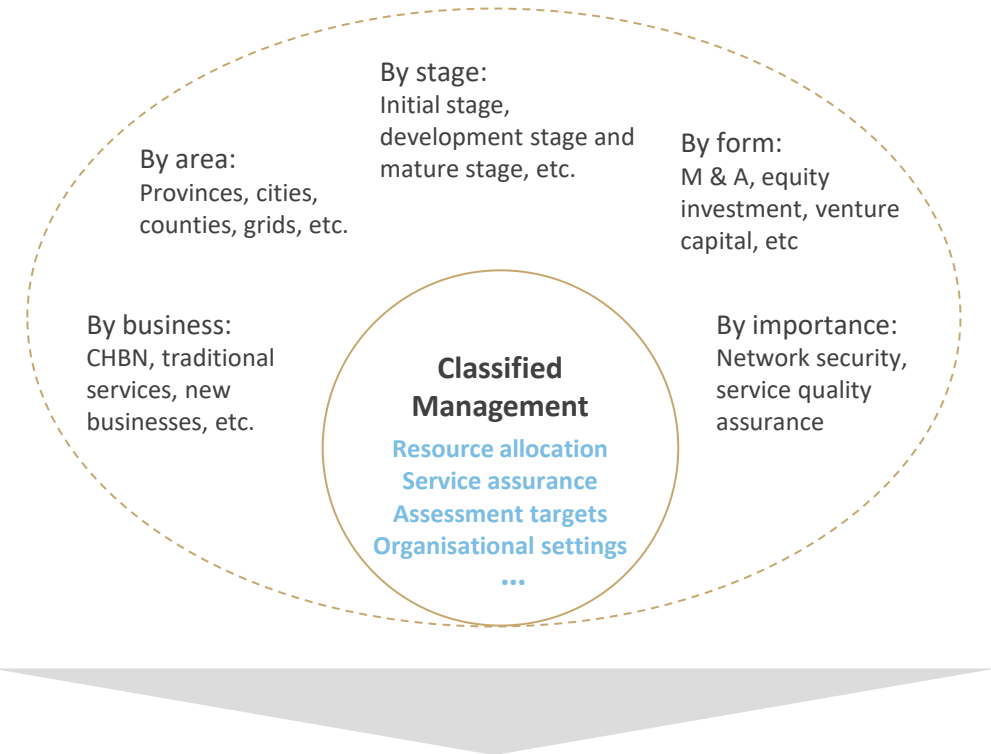 By stage:
Initial stage,
development stage and
mature stage, etc.
By area:
Provinces, cities,
counties, grids, etc.
By form:
M & A, equity
investment, venture
capital, etc
By business:
CHBN, traditional
services, new
businesses, etc.
By importance:
Network security,
service quality
assurance
Classified
Management
Resource allocation
Service assurance
Assessment targets
Organisational settings
...